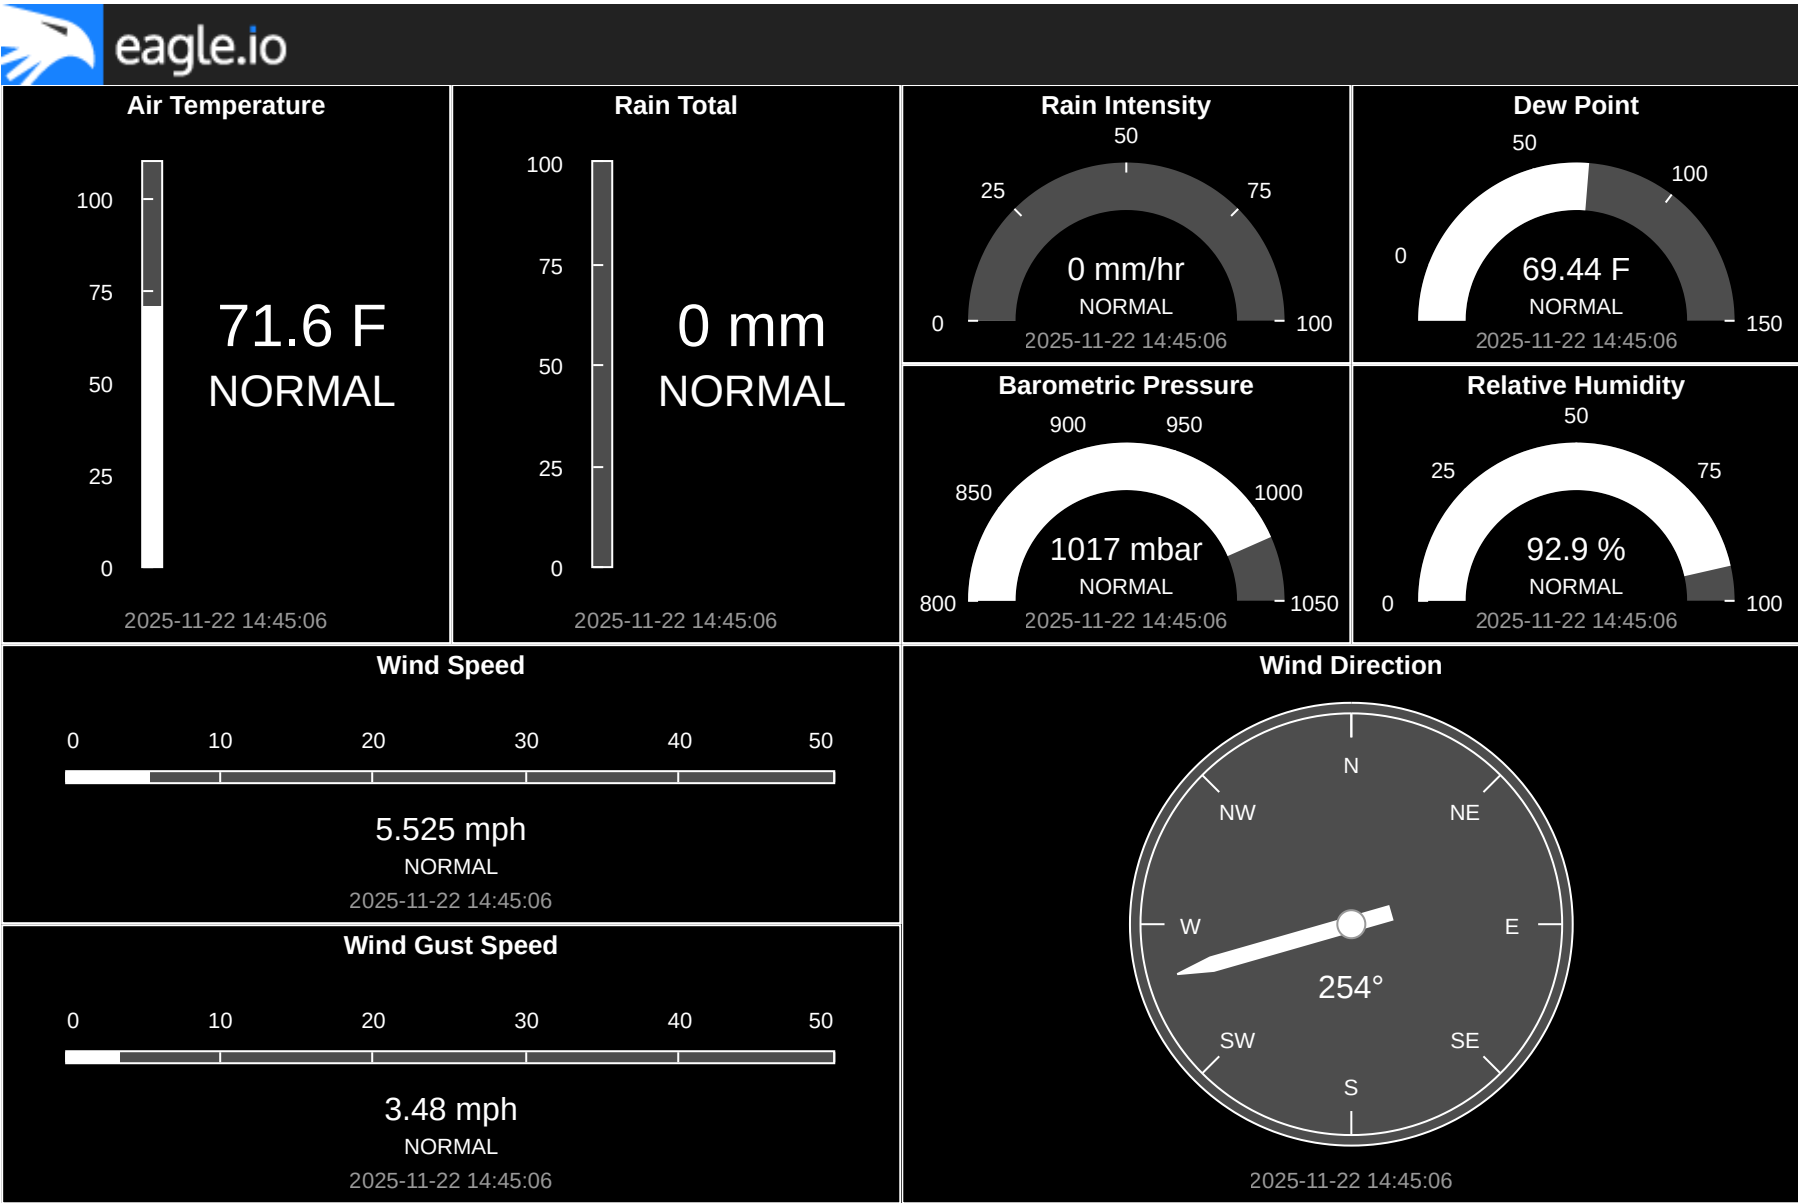 eagle.io
Air Temperature
100
75
50
25
0
71.6 F
NORMAL
2025-11-22 14:45:06
Rain Total
100
75
50
25
0
0 mm
NORMAL
2025-11-22 14:45:06
Rain Intensity
0
25
50
75
100
0 mm/hr
NORMAL
2025-11-22 14:45:06
Dew Point
0
50
100
150
69.44 F
NORMAL
2025-11-22 14:45:06
Barometric Pressure
800
850
900
950
1000
1050
1017 mbar
NORMAL
2025-11-22 14:45:06
Relative Humidity
0
25
50
75
100
92.9 %
NORMAL
2025-11-22 14:45:06
Wind Speed
0 10 20 30 40 50
5.525 mph
NORMAL
2025-11-22 14:45:06
Wind Gust Speed
0 10 20 30 40 50
3.48 mph
NORMAL
2025-11-22 14:45:06
Wind Direction
N
NW NE
W E
254°
SW SE
S
2025-11-22 14:45:06